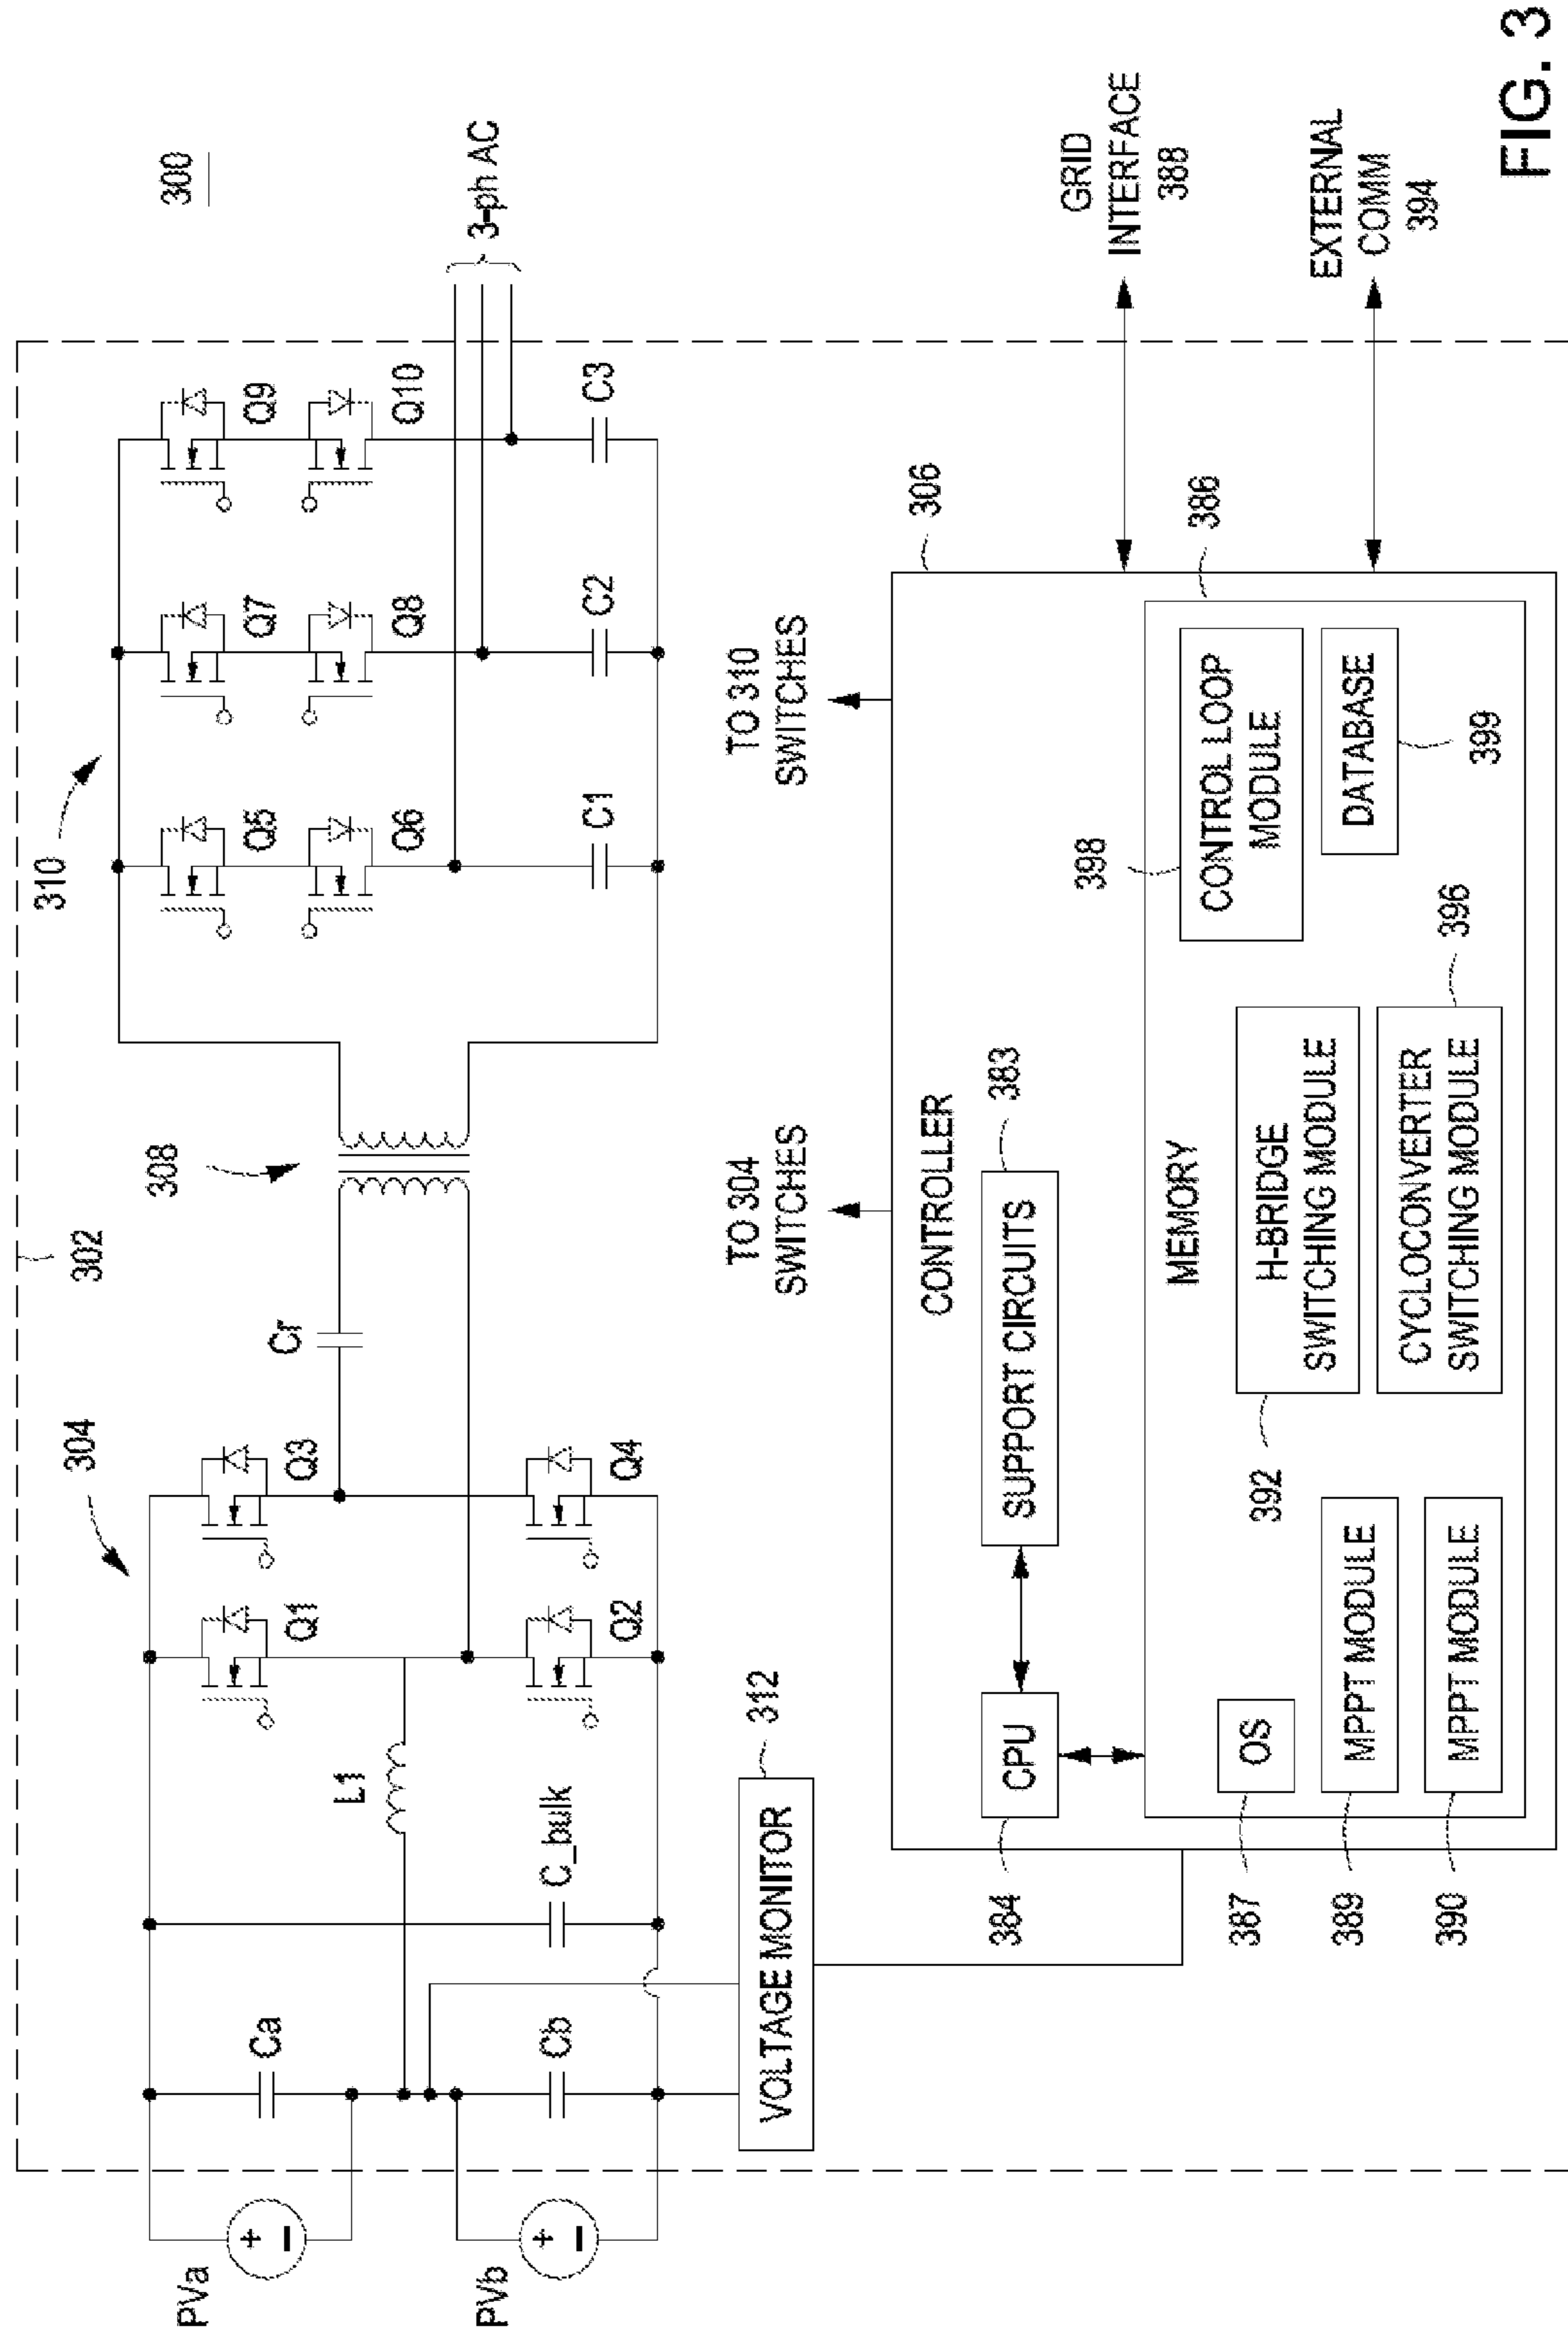 300
302
304
308
310
Q1
Q3
Q5
Q7
Q9
Q2
Q4
Q6
Q8
Q10
Cr
L1
Ca
Cb
C_bulk
C1
C2
C3
3-ph AC
PVa
+
–
PVb
+
–
VOLTAGE MONITOR
312
TO 304
SWITCHES
TO 310
SWITCHES
306
CONTROLLER
384
CPU
SUPPORT CIRCUITS
383
386
MEMORY
387
OS
389
MPPT MODULE
390
MPPT MODULE
392
H-BRIDGE
SWITCHING MODULE
CYCLOCONVERTER
SWITCHING MODULE
396
398
CONTROL LOOP
MODULE
DATABASE
399
GRID
INTERFACE
388
EXTERNAL
COMM
394
FIG. 3